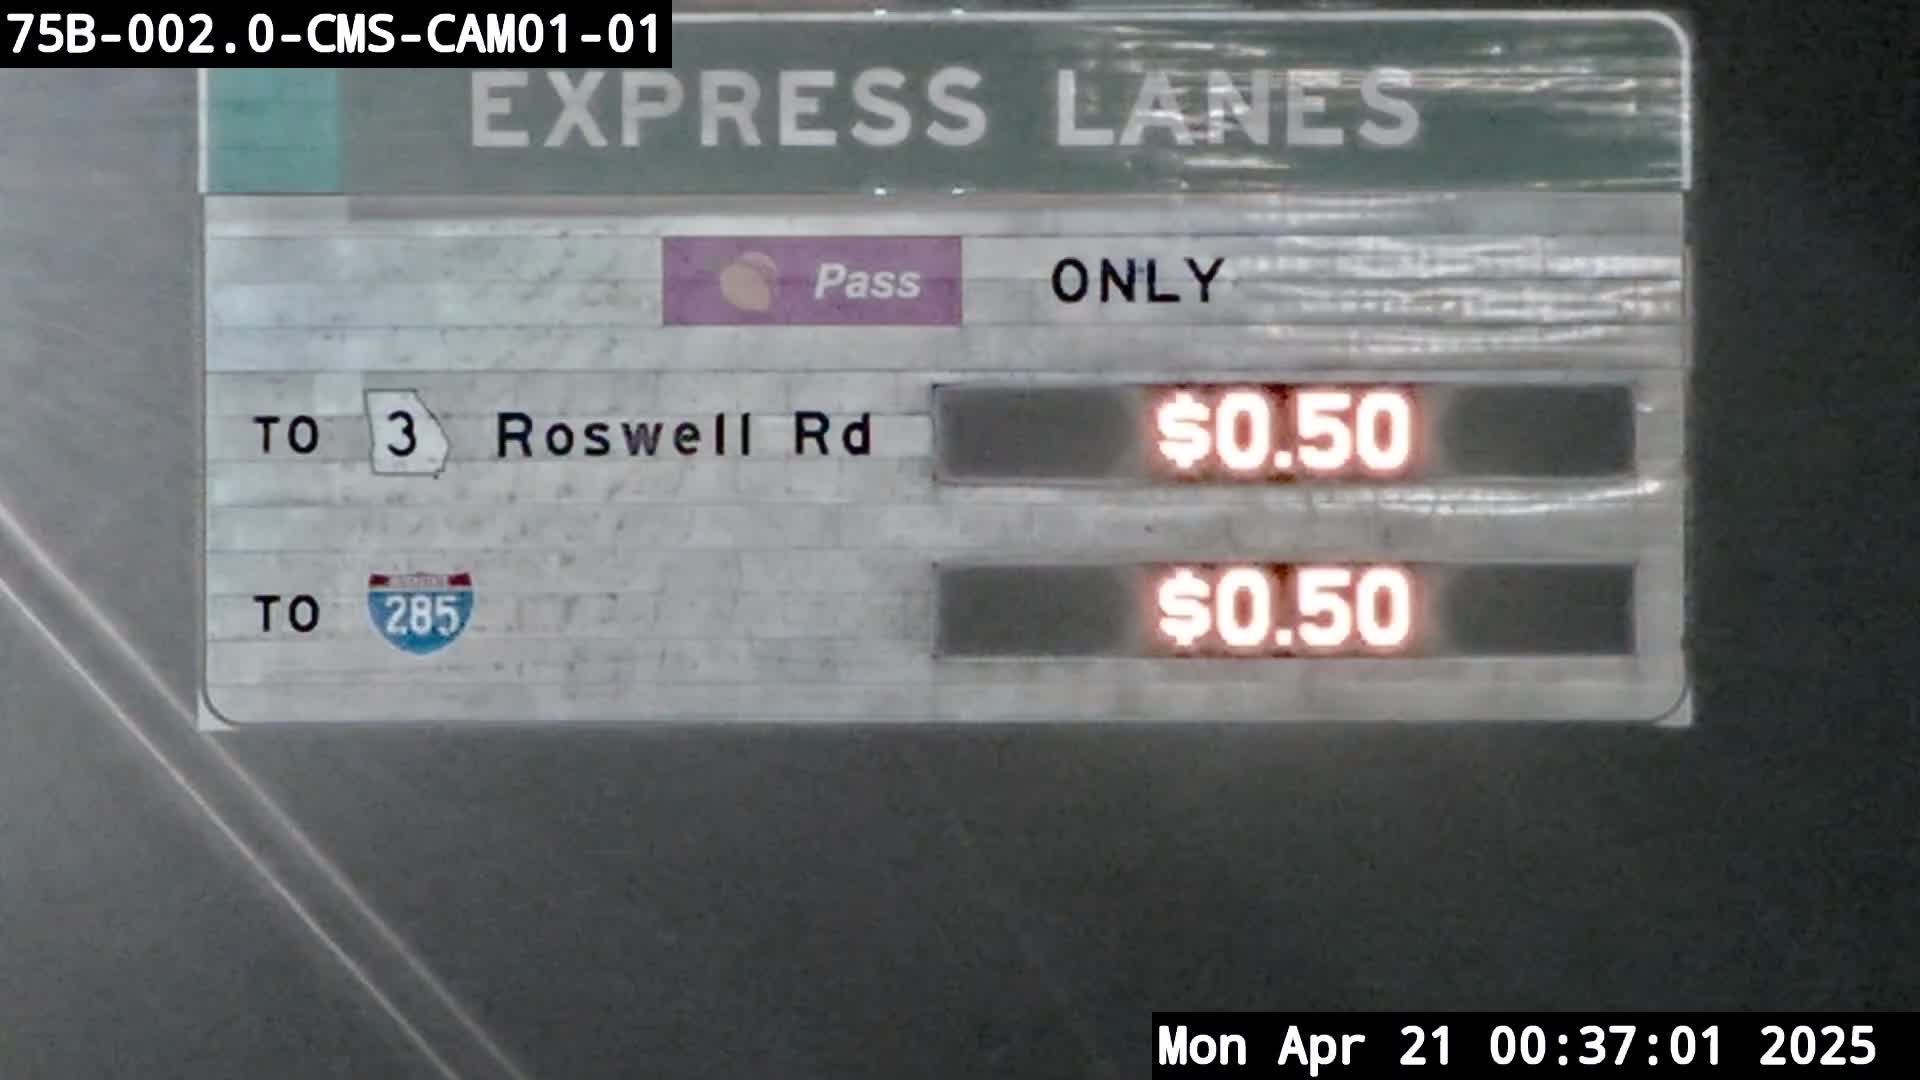 75B-002.0-CMS-CAM01-01
EXPRESS LANES
Pass ONLY
TO 3 Roswell Rd $0.50
TO 285 $0.50
Mon Apr 21 00:37:01 2025